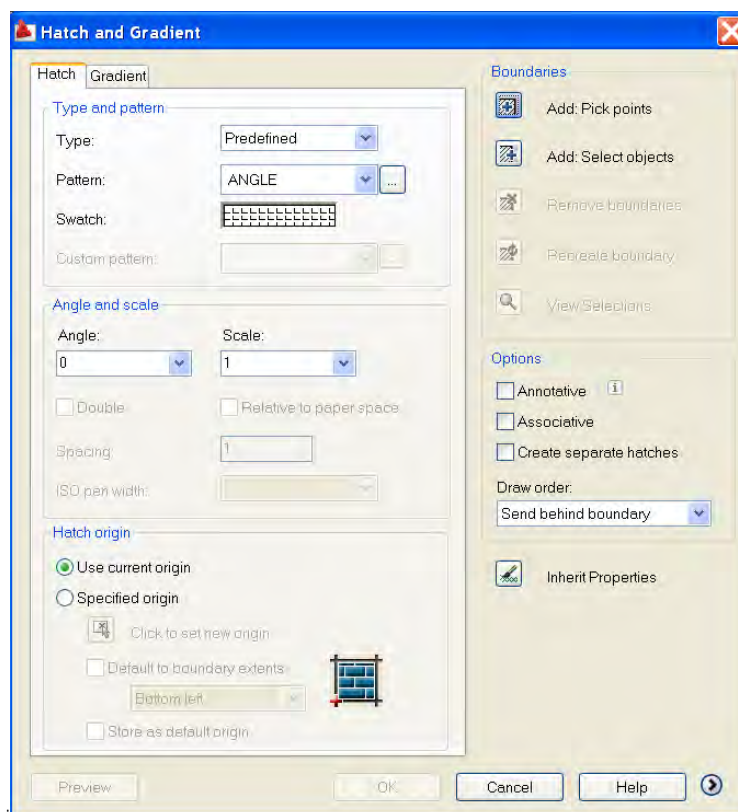 Hatch and Gradient
Hatch Gradient
Type and pattern
Type: Predefined
Pattern: ANGLE ...
Swatch:
Custom pattern: ...
Angle and scale
Angle: Scale:
0 1
Double Relative to paper space
Spacing: 1
ISO pen width:
Hatch origin
Use current origin
Specified origin
Click to set new origin
Default to boundary extents
Bottom left
Store as default origin
Boundaries
Add: Pick points
Add: Select objects
Remove boundaries
Recreate boundary
View Selections
Options
Annotative i
Associative
Create separate hatches
Draw order:
Send behind boundary
Inherit Properties
Preview OK Cancel Help